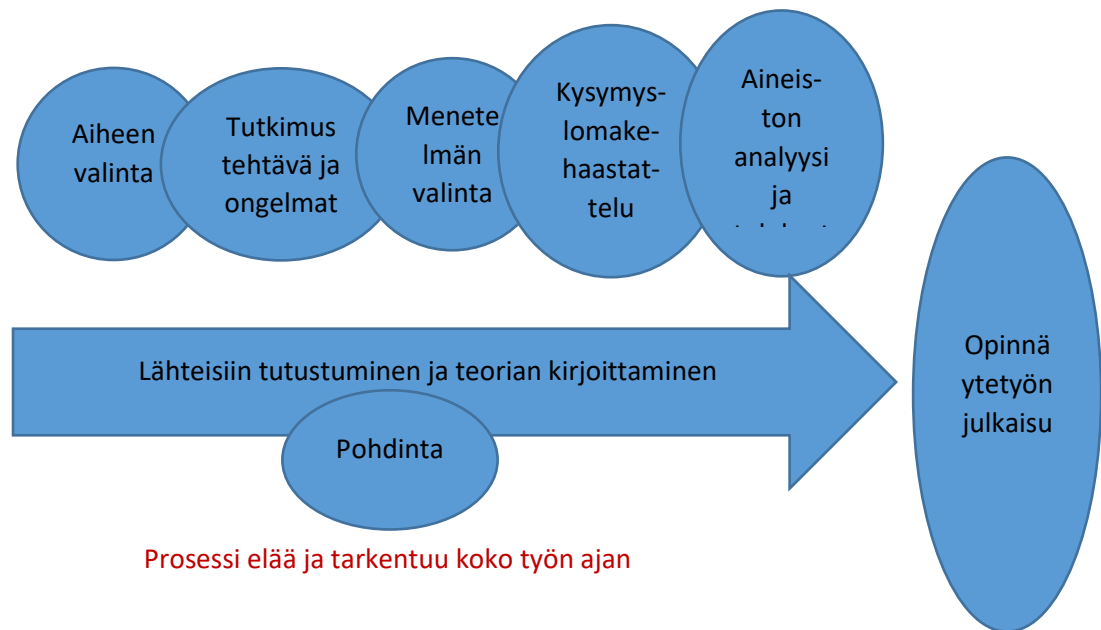 Aiheen
valinta
Tutkimus
tehtävä ja
ongelmat
Menete
lmän
valinta
Kysymys-
lomake-
haastat-
telu
Aineis-
ton
analyysi
ja
Lähteisiin tutustuminen ja teorian kirjoittaminen
Pohdinta
Opinnä
ytetyön
julkaisu
Prosessi elää ja tarkentuu koko työn ajan